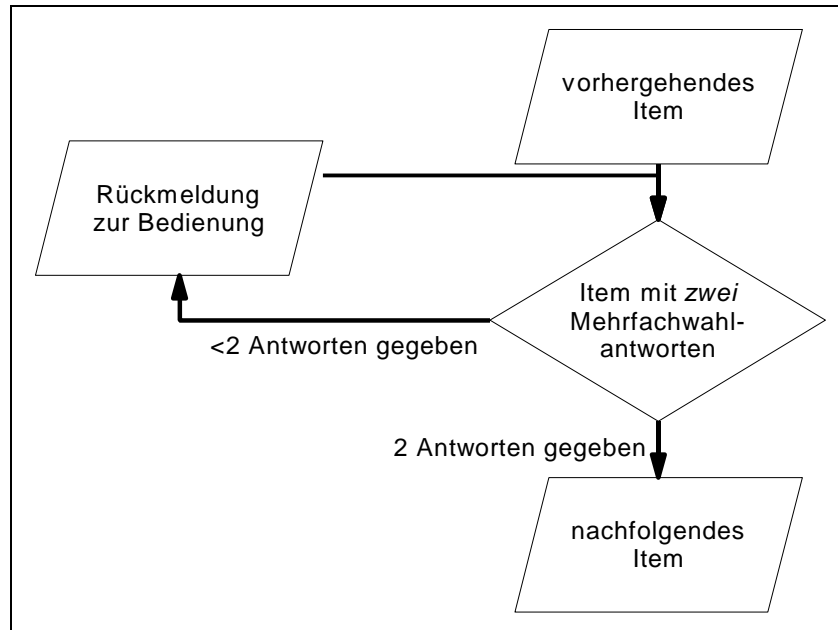 vorhergehendes
Item
Rückmeldung
zur Bedienung
Item mit zwei
Mehrfachwahl-
antworten
<2 Antworten gegeben
2 Antworten gegeben
nachfolgendes
Item